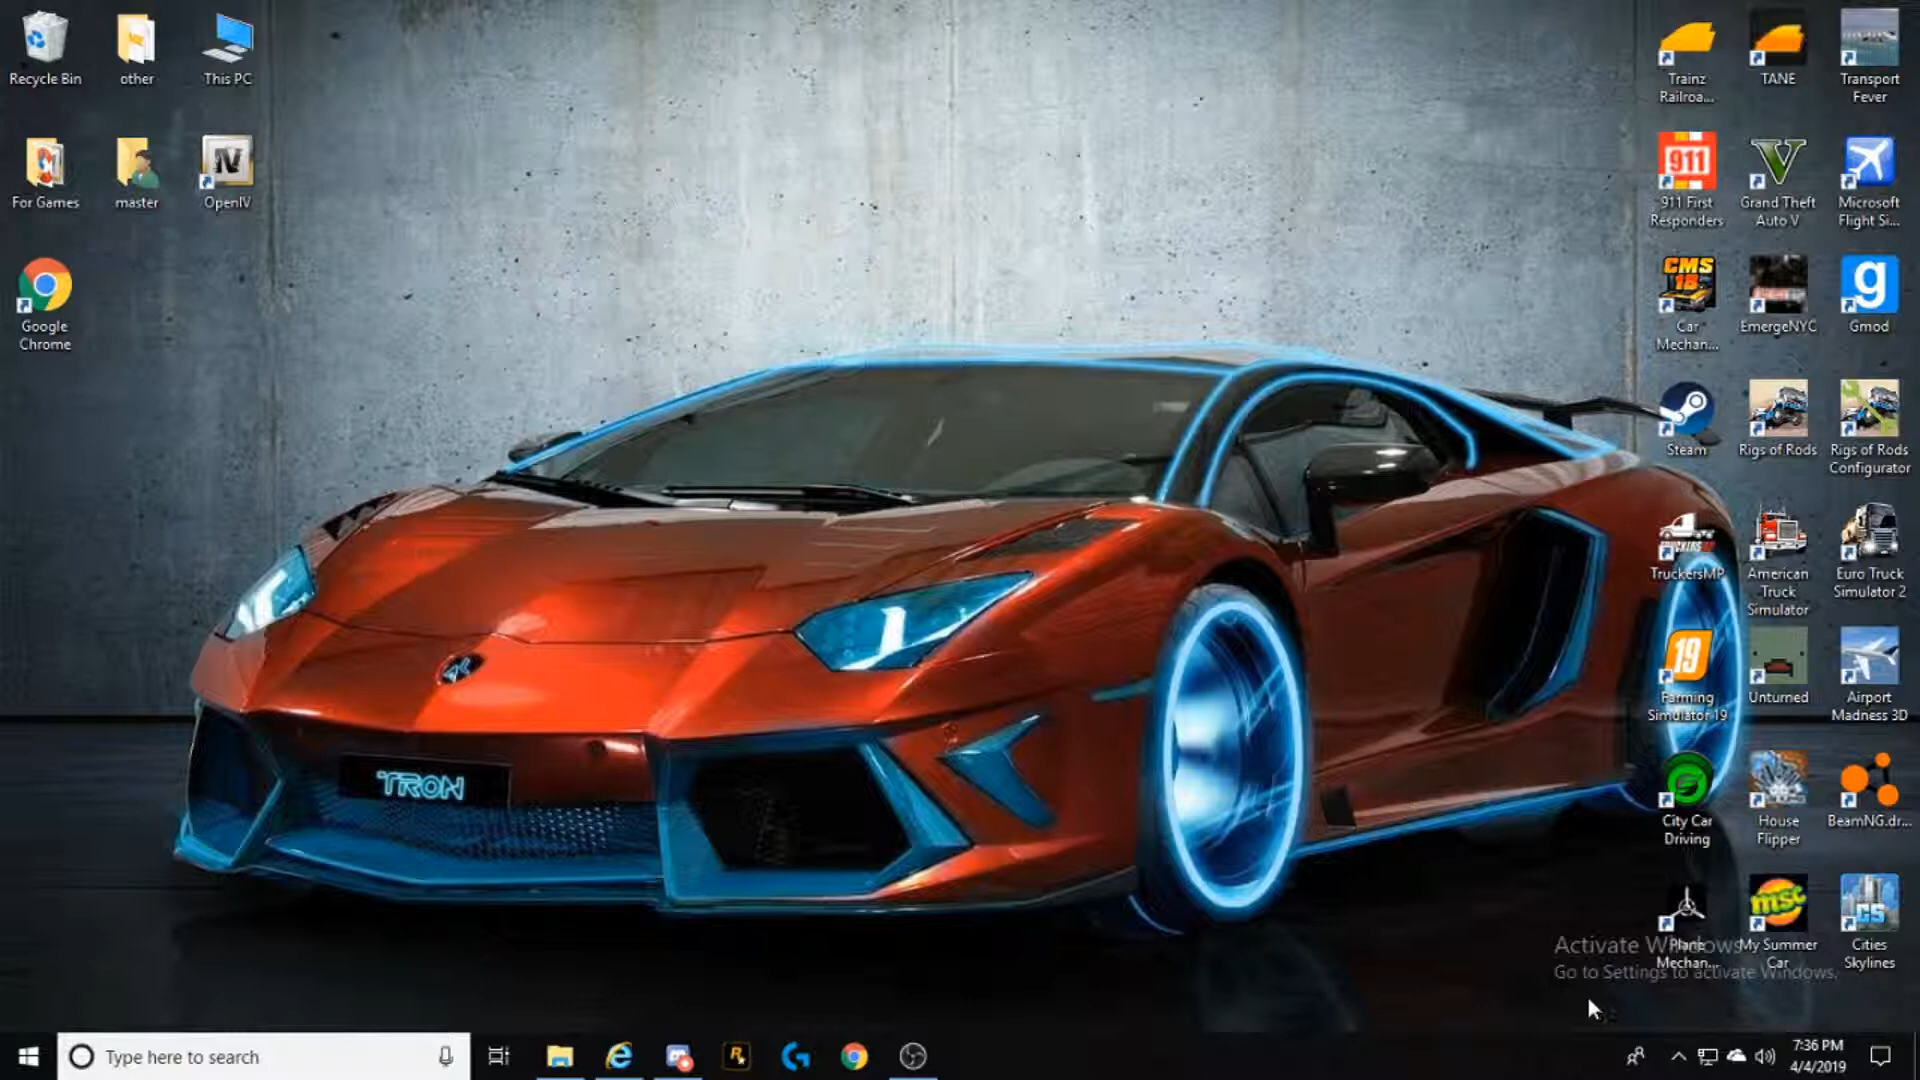 Recycle Bin
other
This PC
For Games
master
OpenIV
Google
Chrome
Trainz
Railroa...
TANE
Transport
Fever
911
911 First
Responders
V
Grand Theft
Auto V
Microsoft
Flight Si...
CMS
18
Car
Mechan...
EmergeNYC
g
Gmod
Steam
Rigs of Rods
Rigs of Rods
Configurator
TruckersMP
American
Truck
Simulator
Euro Truck
Simulator 2
19
Farming
Simulator 19
Unturned
Airport
Madness 3D
City Car
Driving
House
Flipper
BeamNG.dr...
Plane
Mechan...
msc
My Summer
Car
CS
Cities
Skylines
TRON
Activate Windows
Go to Settings to activate Windows.
Type here to search
7:36 PM
4/4/2019